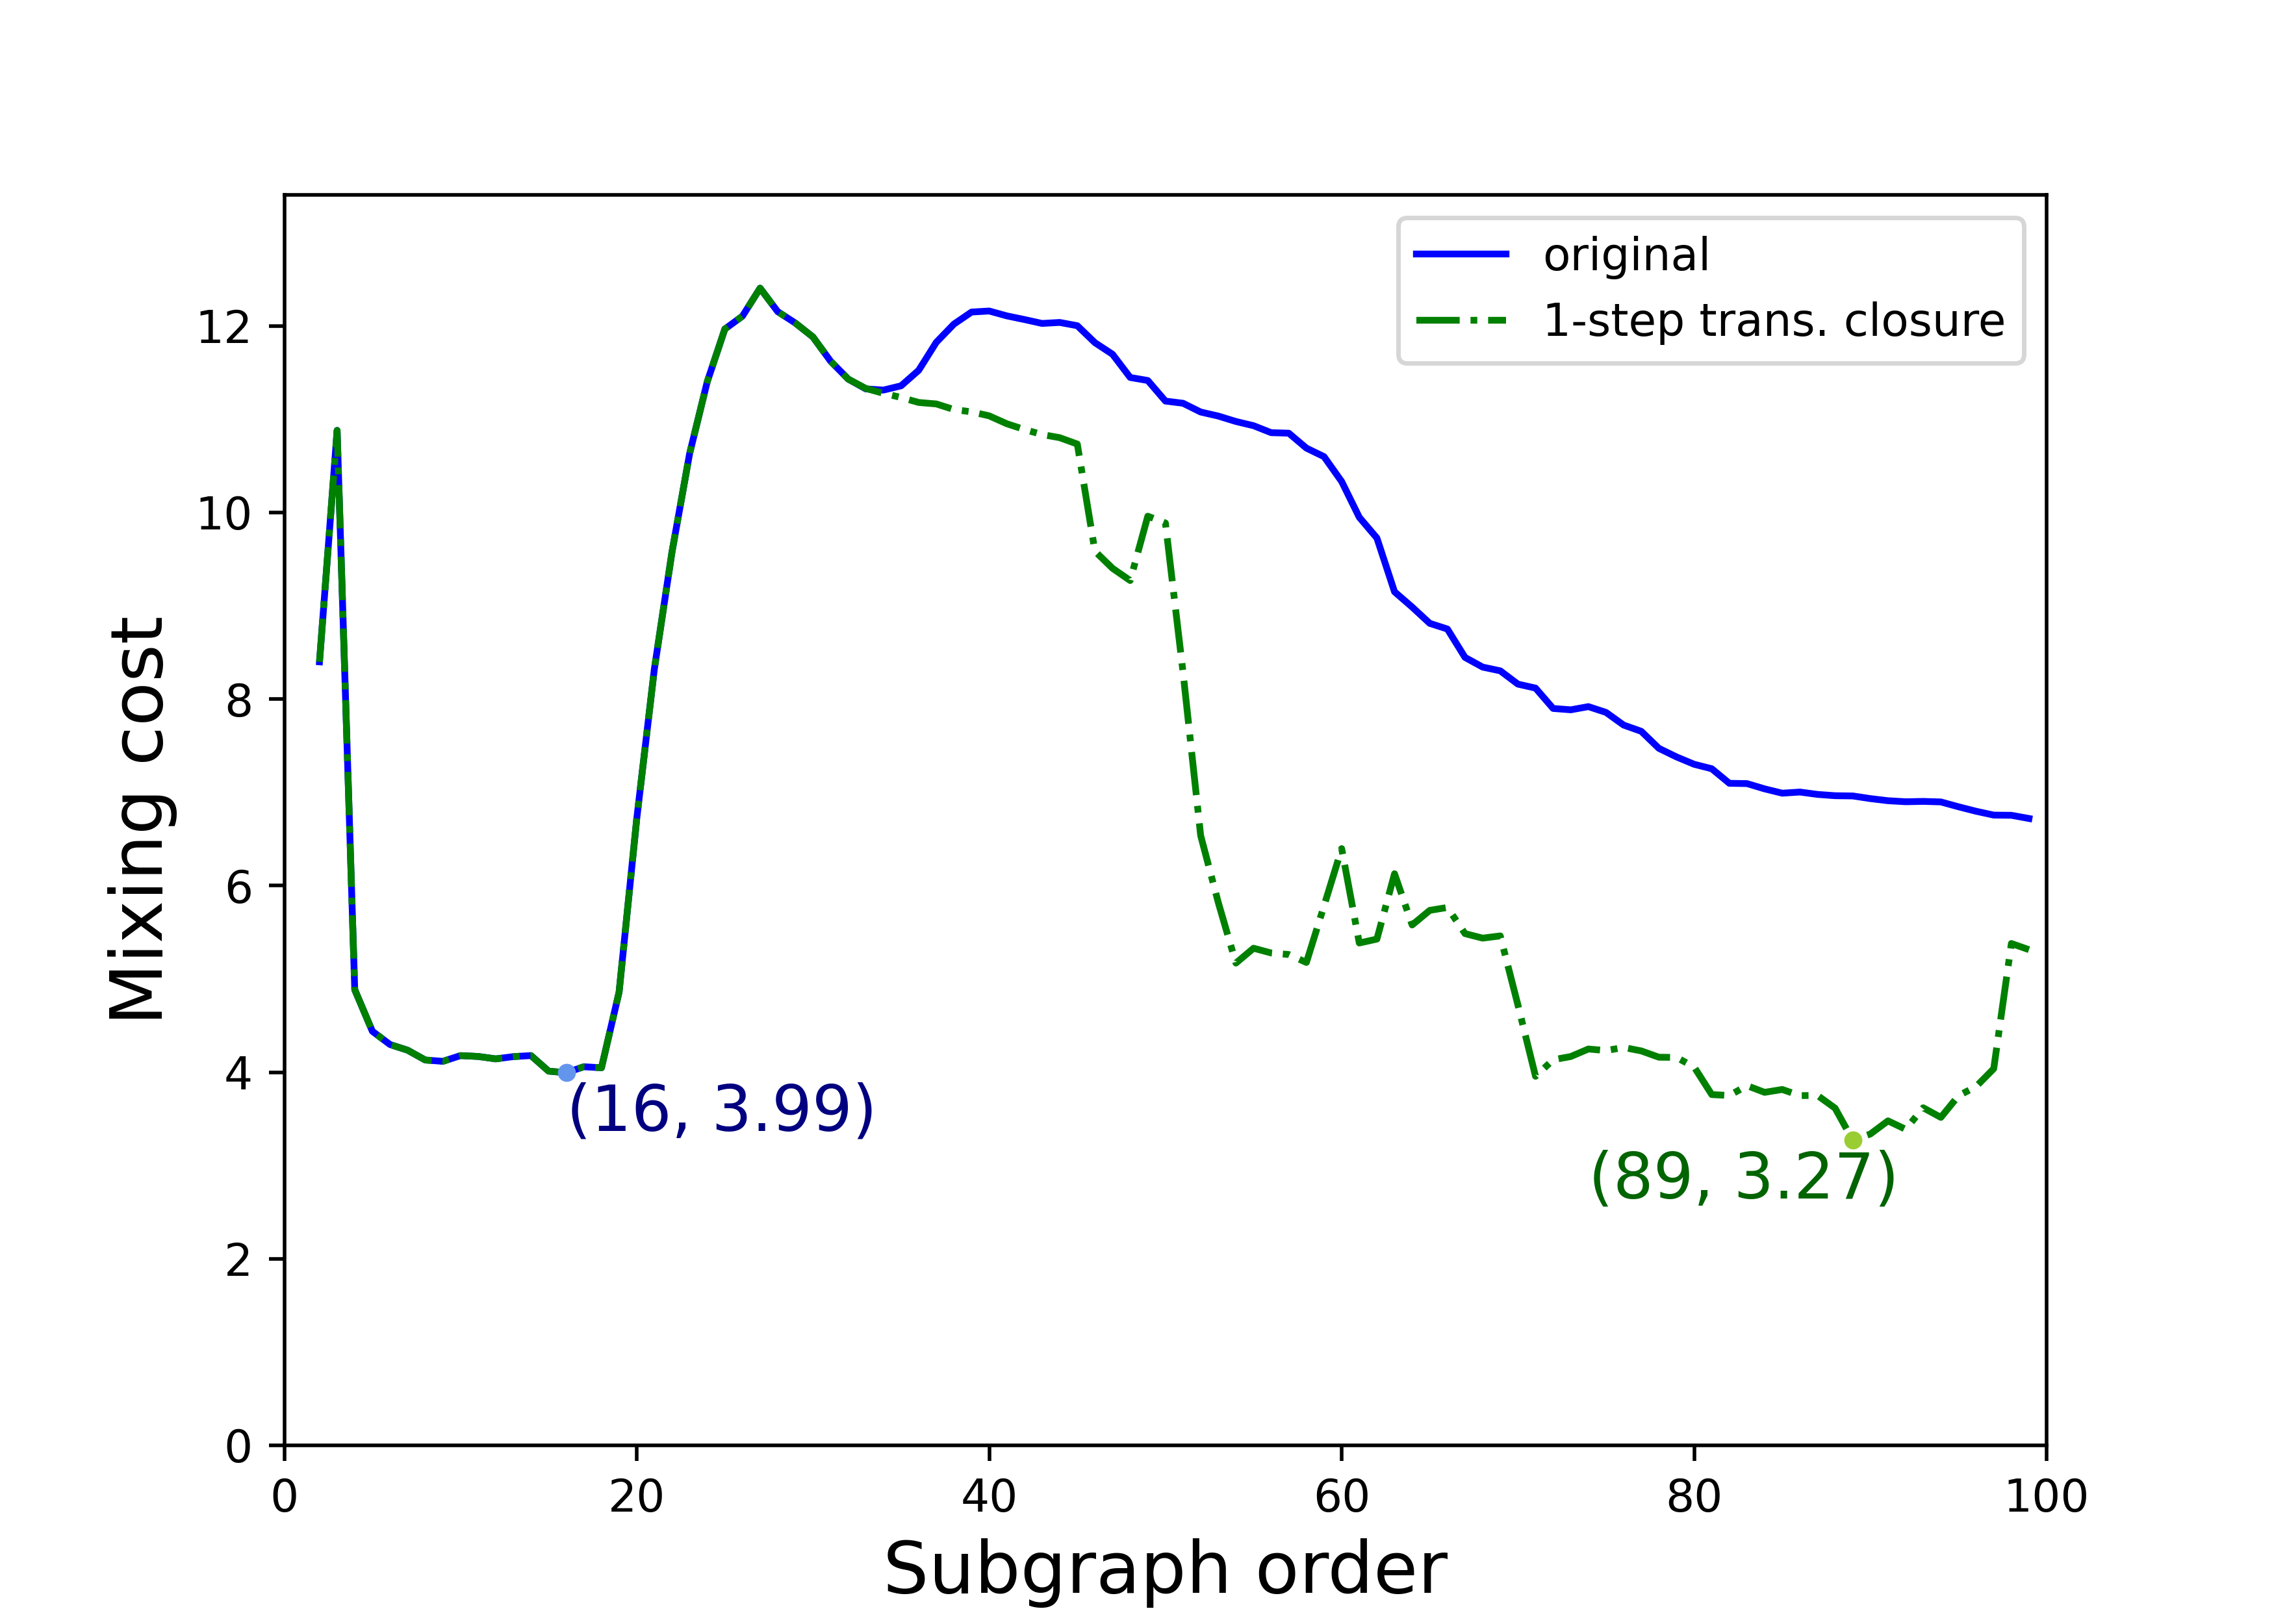 original
1-step trans. closure
12
10
8
6
4
2
0
Mixing cost
(16, 3.99)
(89, 3.27)
0 20 40 60 80 100
Subgraph order